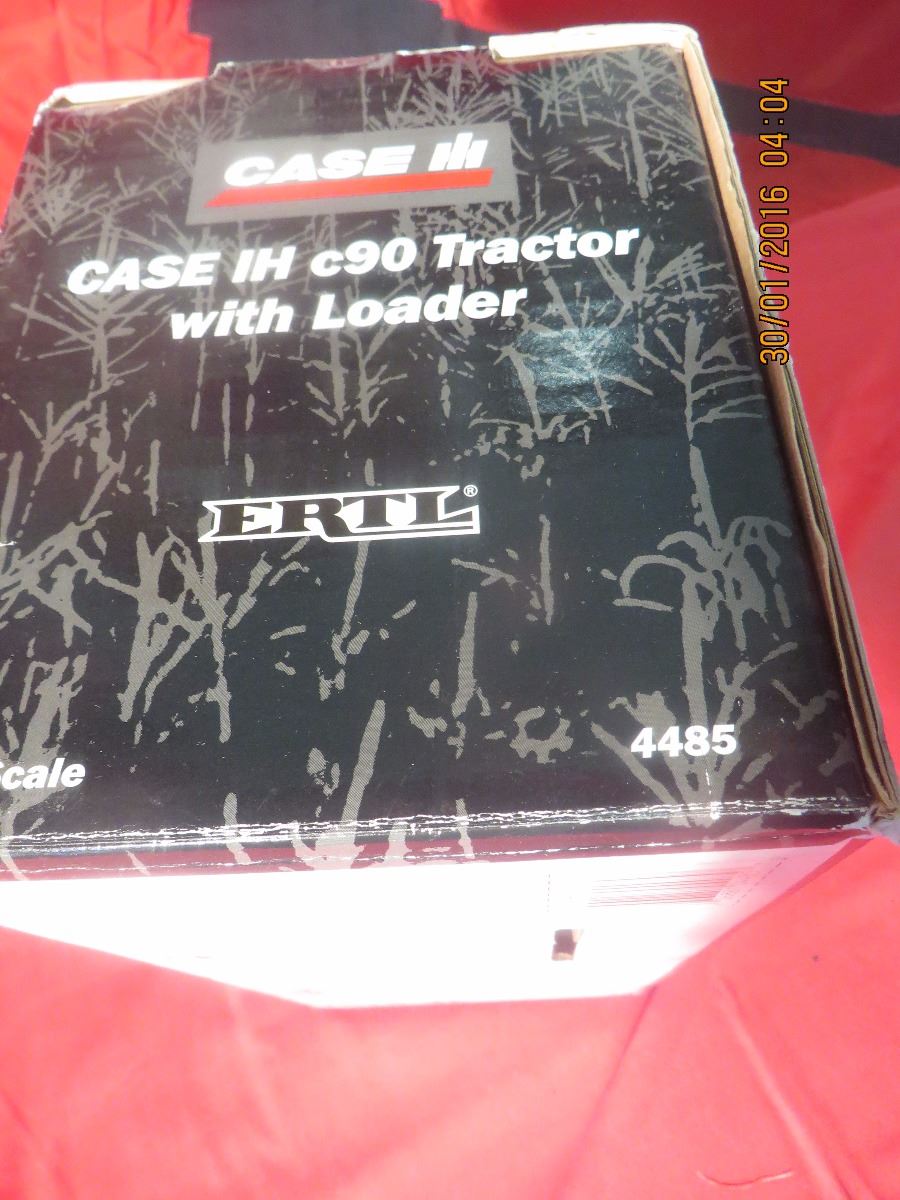 CASE IH
CASE IH c90 Tractor
with Loader
ERTL®
Scale
4485
30/01/2016 04:04